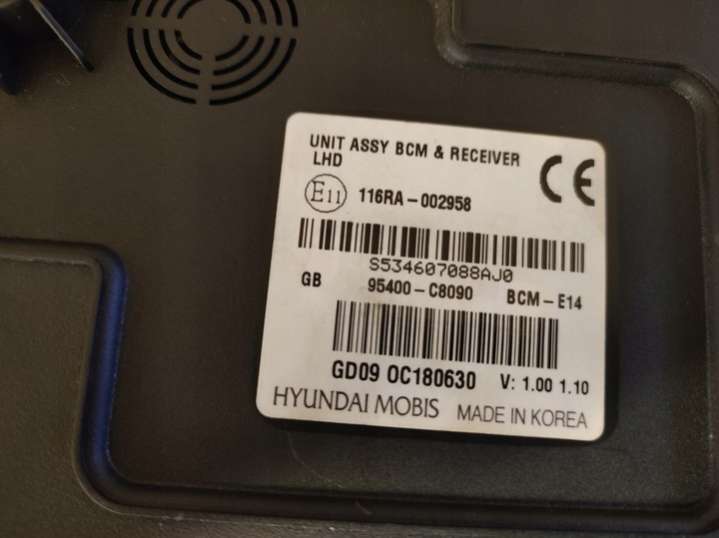 UNIT ASSY BCM & RECEIVER
LHD
CE
E11 116RA-002958
S534607088AJ0
GB 95400-C8090 BCM-E14
GD09 OC180630 V: 1.00 1.10
HYUNDAI MOBIS MADE IN KOREA